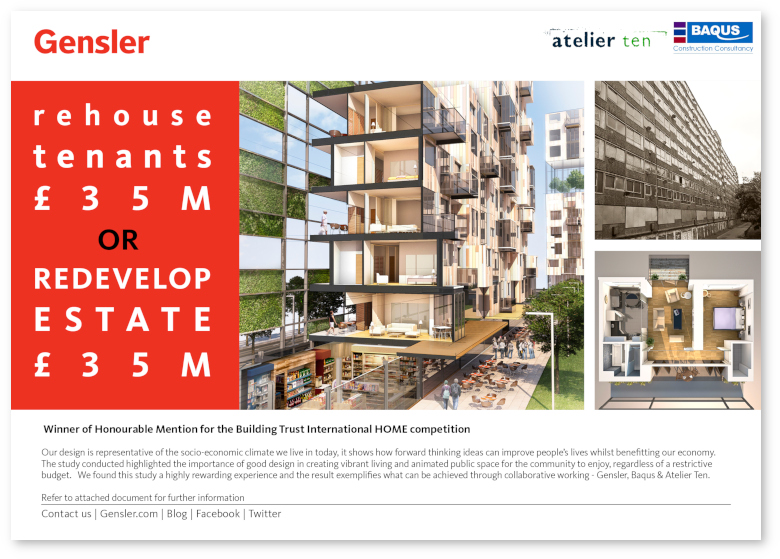 Gensler
atelier ten
BAQUS
Construction Consultancy
rehouse
tenants
£35M
OR
REDEVELOP
ESTATE
£35M
Winner of Honourable Mention for the Building Trust International HOME competition
Our design is representative of the socio-economic climate we live in today, it shows how forward thinking ideas can improve people's lives whilst benefitting our economy.
The study conducted highlighted the importance of good design in creating vibrant living and animated public space for the community to enjoy, regardless of a restrictive
budget. We found this study a highly rewarding experience and the result exemplifies what can be achieved through collaborative working - Gensler, Baqus & Atelier Ten.
Refer to attached document for further information
Contact us | Gensler.com | Blog | Facebook | Twitter